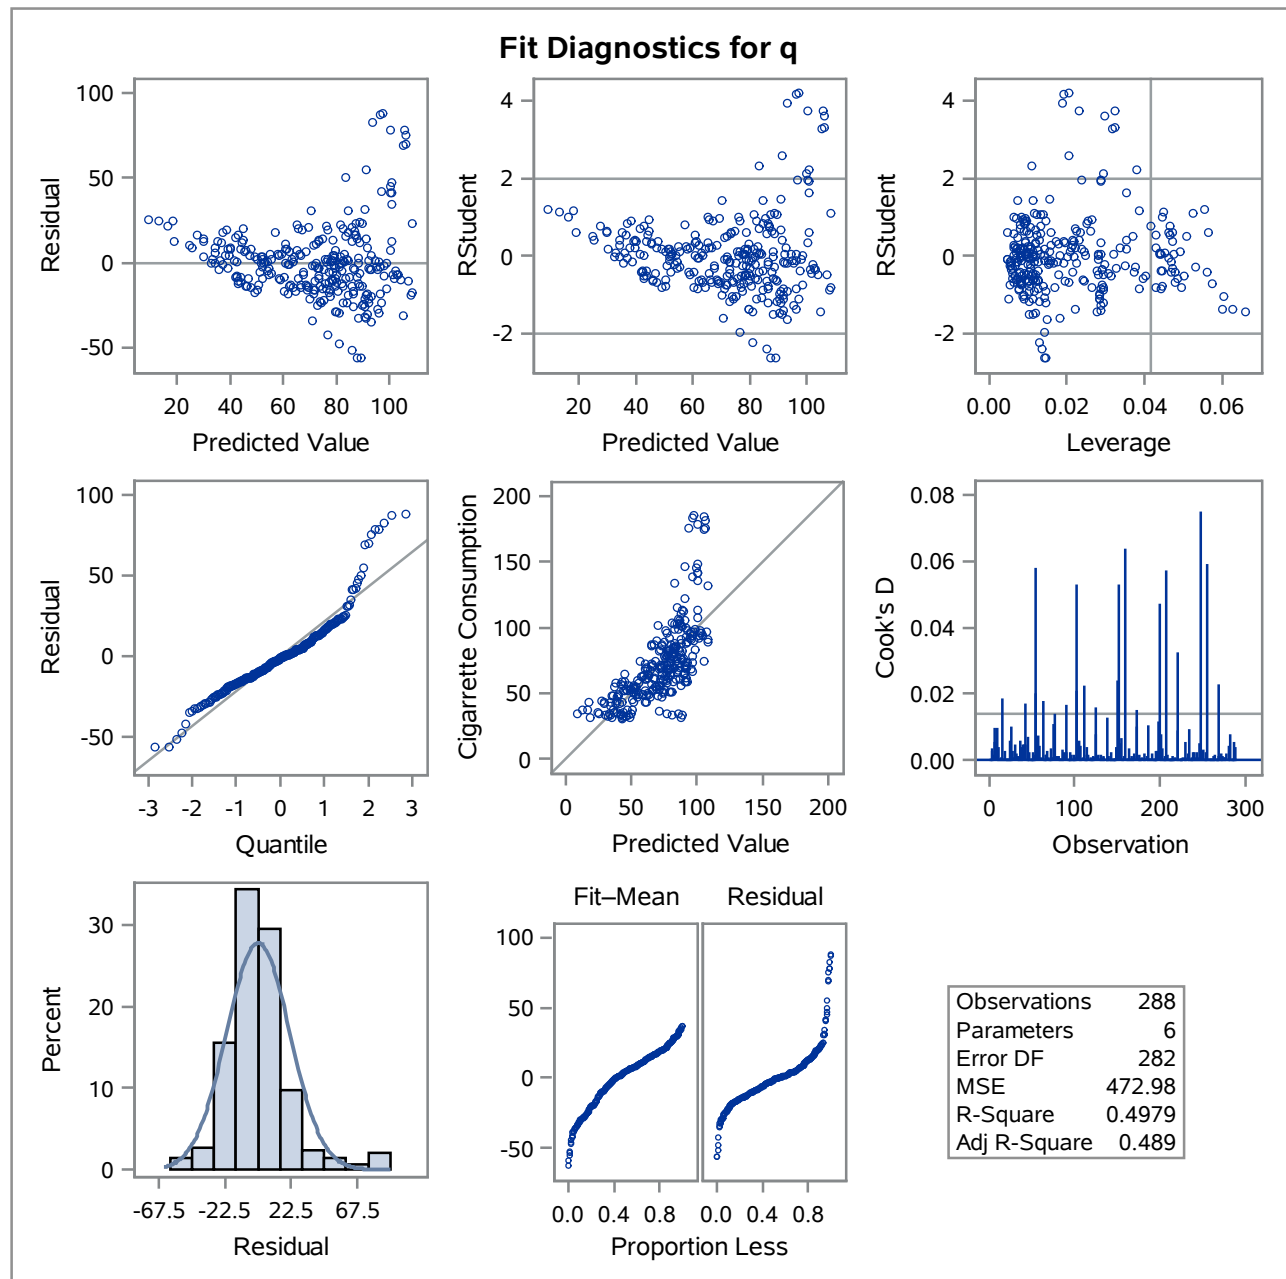 Fit Diagnostics for q
100
50
0
-50
Residual
20 40 60 80 100
Predicted Value
4
2
0
-2
RStudent
20 40 60 80 100
Predicted Value
4
2
0
-2
RStudent
0.00 0.02 0.04 0.06
Leverage
100
50
0
-50
Residual
-3 -2 -1 0 1 2 3
Quantile
200
150
100
50
0
Cigarrette Consumption
0 50 100 150 200
Predicted Value
0.08
0.06
0.04
0.02
0.00
Cook's D
0 100 200 300
Observation
30
20
10
0
Percent
-67.5 -22.5 22.5 67.5
Residual
Fit–Mean Residual
100
50
0
-50
0.0 0.4 0.8 0.0 0.4 0.8
Proportion Less
Observations 288
Parameters 6
Error DF 282
MSE 472.98
R-Square 0.4979
Adj R-Square 0.489